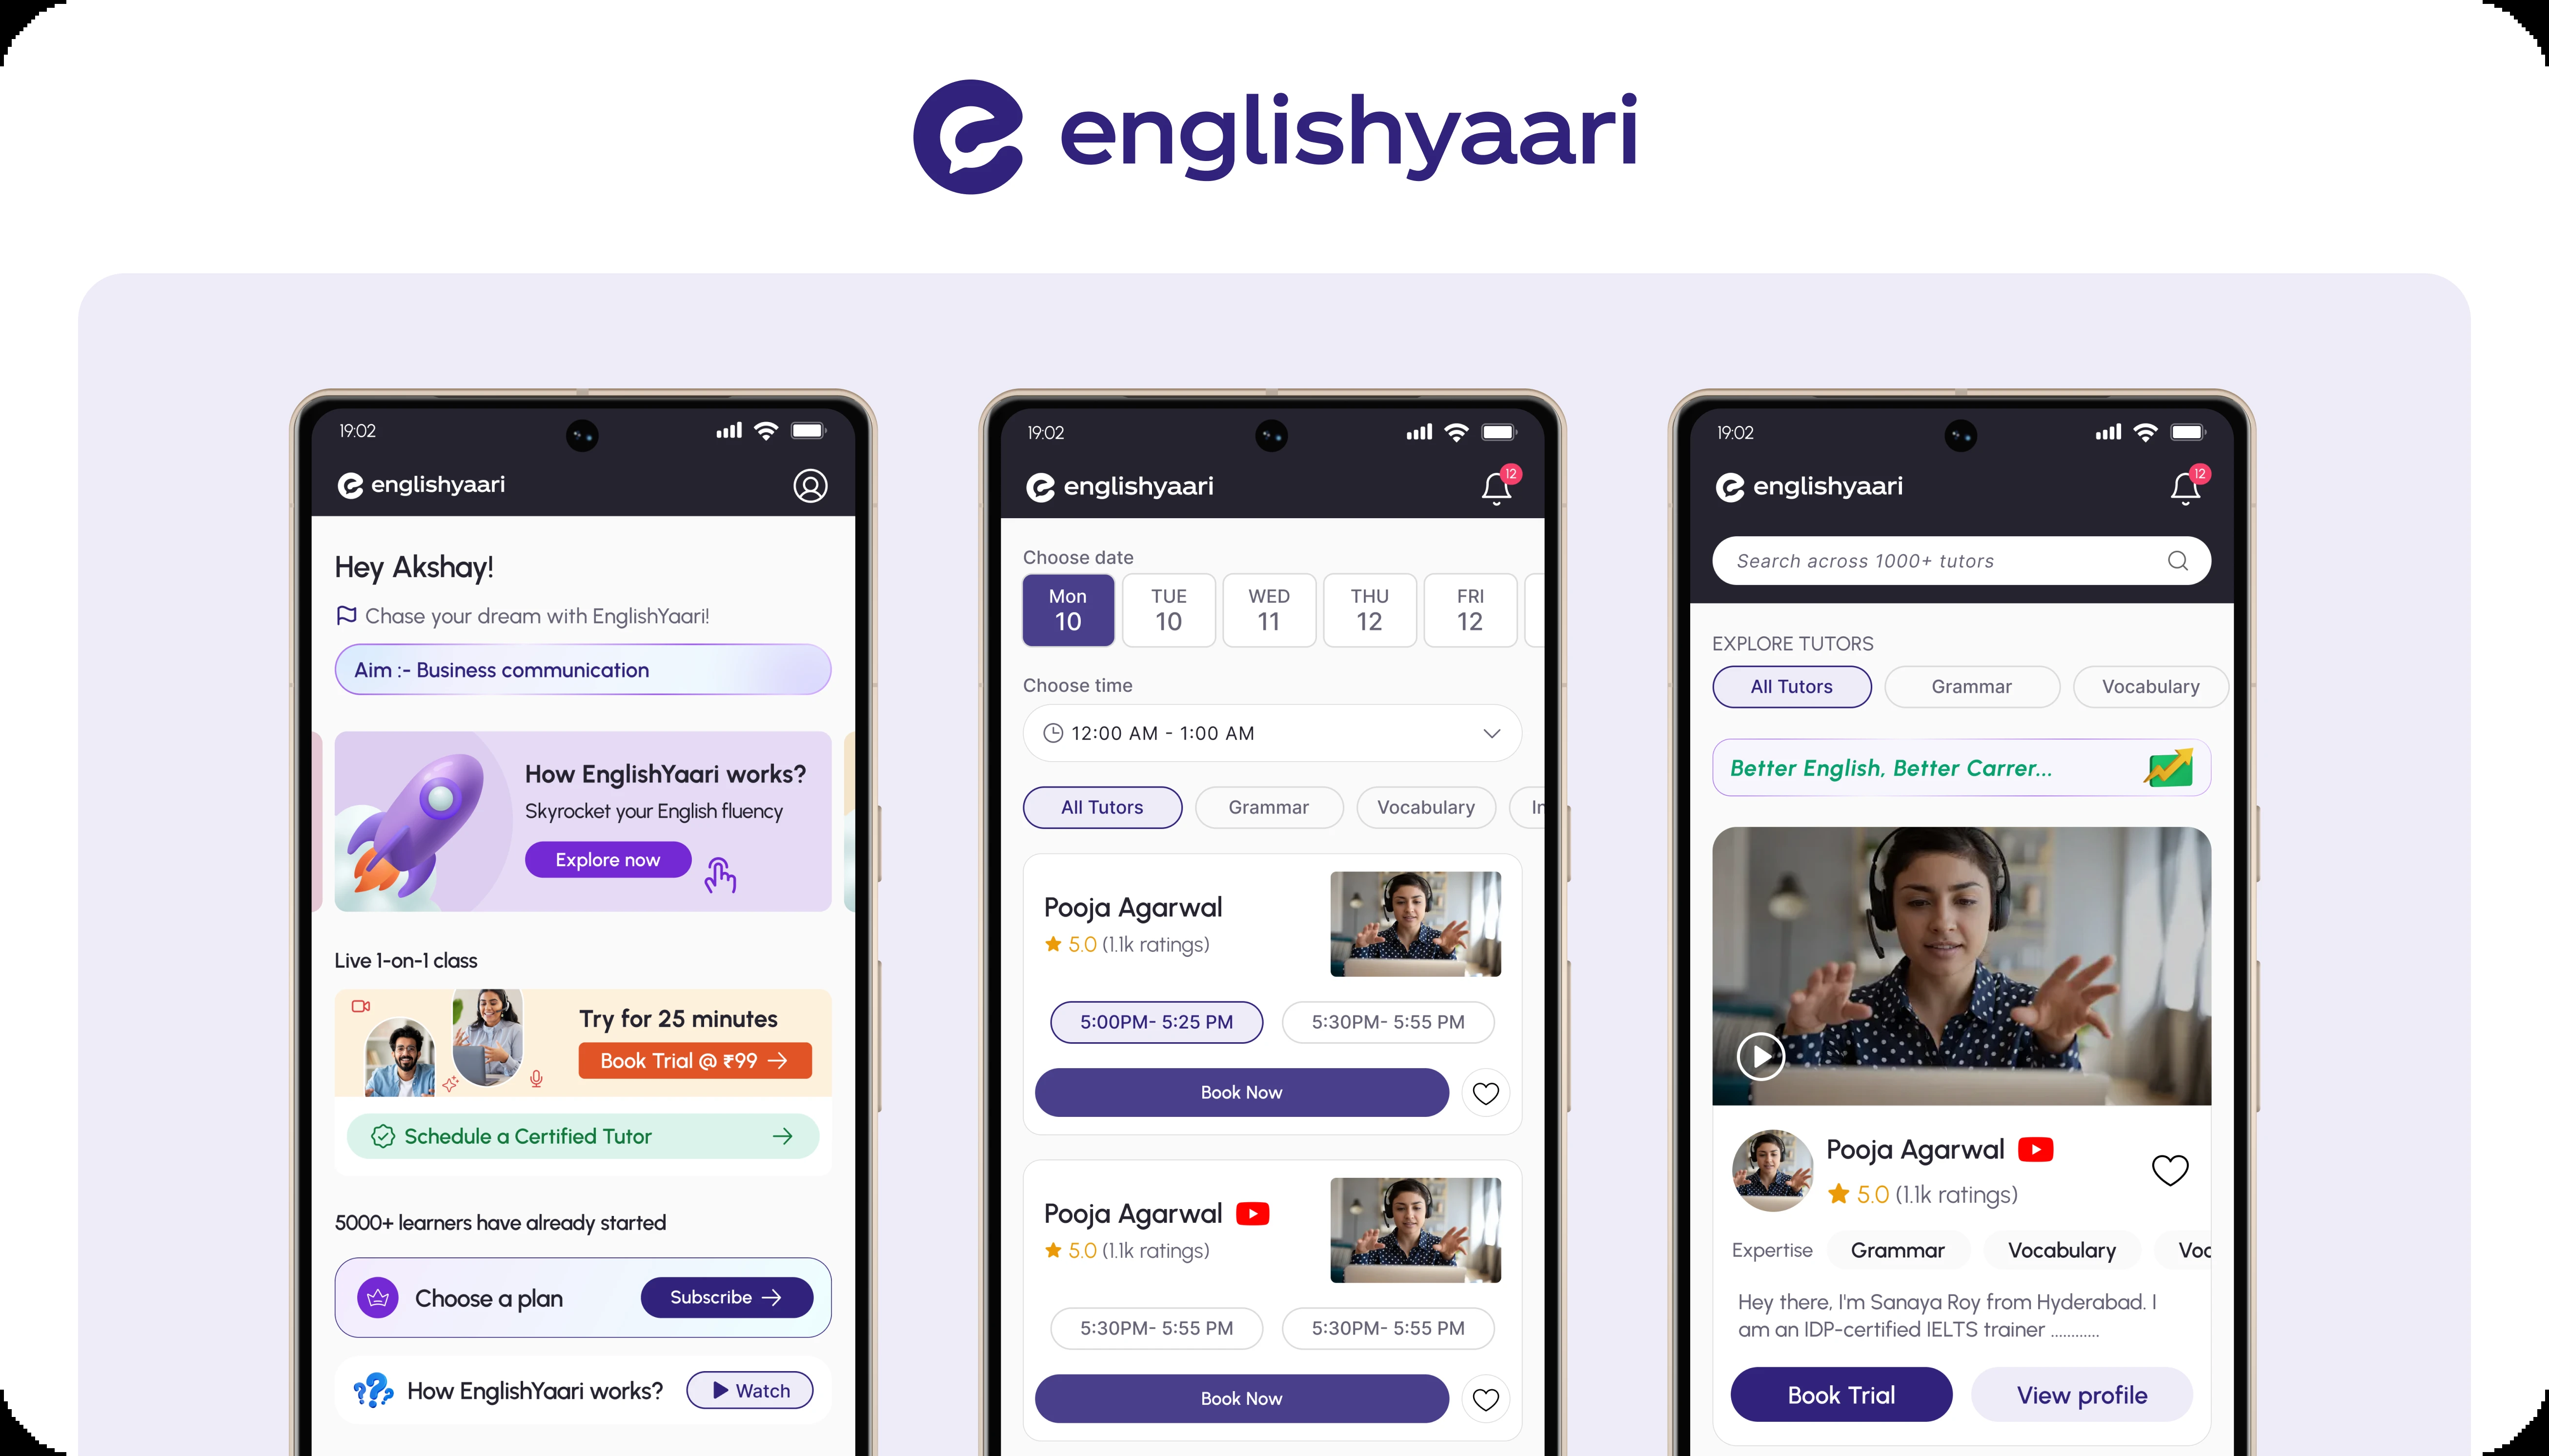 englishyaari
19:02
englishyaari
Hey Akshay!
Chase your dream with EnglishYaari!
Aim :- Business communication
How EnglishYaari works?
Skyrocket your English fluency
Explore now
Live 1-on-1 class
Try for 25 minutes
Book Trial @ ₹99
Schedule a Certified Tutor
5000+ learners have already started
Choose a plan
Subscribe
How EnglishYaari works?
Watch
19:02
englishyaari
12
Choose date
Mon TUE WED THU FRI
10 10 11 12 12
Choose time
12:00 AM - 1:00 AM
All Tutors Grammar Vocabulary In
Pooja Agarwal
5.0 (1.1k ratings)
5:00PM- 5:25 PM 5:30PM- 5:55 PM
Book Now
Pooja Agarwal
5.0 (1.1k ratings)
5:30PM- 5:55 PM 5:30PM- 5:55 PM
Book Now
19:02
englishyaari
12
Search across 1000+ tutors
EXPLORE TUTORS
All Tutors Grammar Vocabulary
Better English, Better Carrer...
Pooja Agarwal
5.0 (1.1k ratings)
Expertise Grammar Vocabulary Voc
Hey there, I'm Sanaya Roy from Hyderabad. I
am an IDP-certified IELTS trainer ............
Book Trial View profile